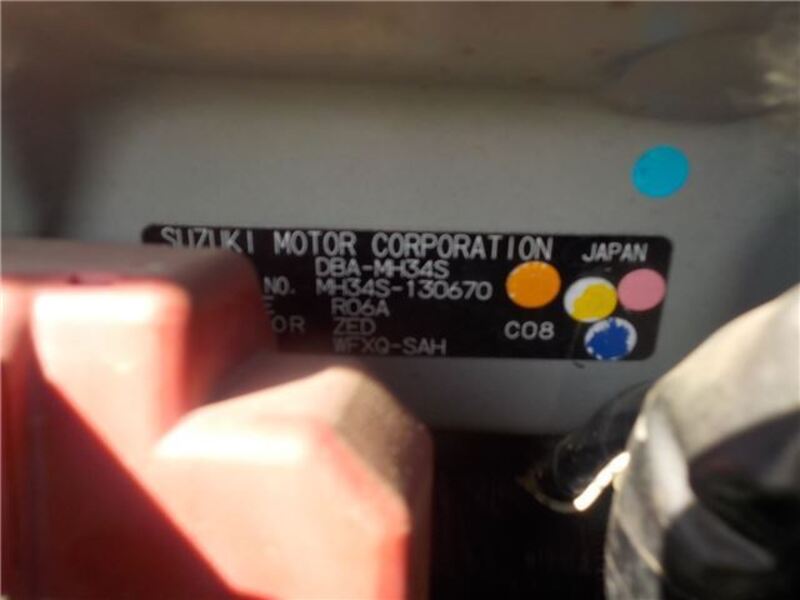 SUZUKI MOTOR CORPORATION JAPAN
DBA-MH34S
NO. MH34S-130670
E R06A
OR ZED C08
WFXQ-SAH